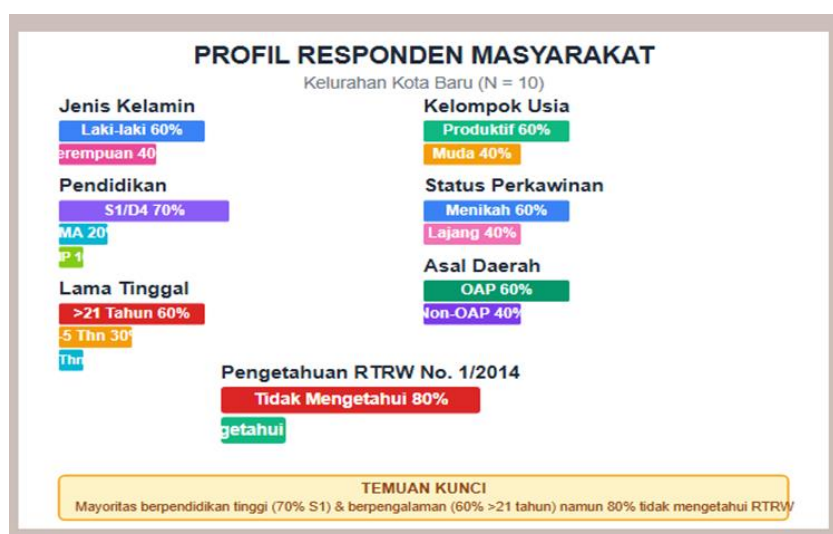 PROFIL RESPONDEN MASYARAKAT
Kelurahan Kota Baru (N = 10)
Jenis Kelamin
Laki-laki 60%
erempuan 40
Pendidikan
S1/D4 70%
MA 20
P 1
Lama Tinggal
>21 Tahun 60%
-5 Thn 30
Thn
Kelompok Usia
Produktif 60%
Muda 40%
Status Perkawinan
Menikah 60%
Lajang 40%
Asal Daerah
OAP 60%
Non-OAP 40%
Pengetahuan RTRW No. 1/2014
Tidak Mengetahui 80%
getahui
TEMUAN KUNCI
Mayoritas berpendidikan tinggi (70% S1) & berpengalaman (60% >21 tahun) namun 80% tidak mengetahui RTRW